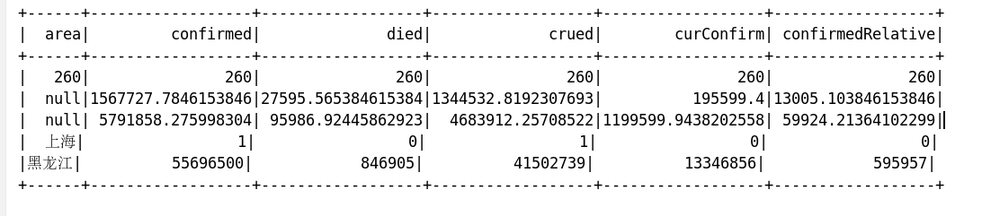 +------+------------------+------------------+------------------+------------------+------------------+
|  area|         confirmed|              died|             crued|        curConfirm| confirmedRelative|
+------+------------------+------------------+------------------+------------------+------------------+
|   260|               260|               260|               260|               260|               260|
|  null|1567727.7846153846|27595.565384615384|1344532.8192307693|          195599.4|13005.103846153846|
|  null| 5791858.275998304| 95986.92445862923|  4683912.25708522|1199599.9438202558| 59924.21364102299|
|  上海|                 1|                 0|                 1|                 0|                 0|
|黑龙江|          55696500|            846905|          41502739|          13346856|            595957|
+------+------------------+------------------+------------------+------------------+------------------+